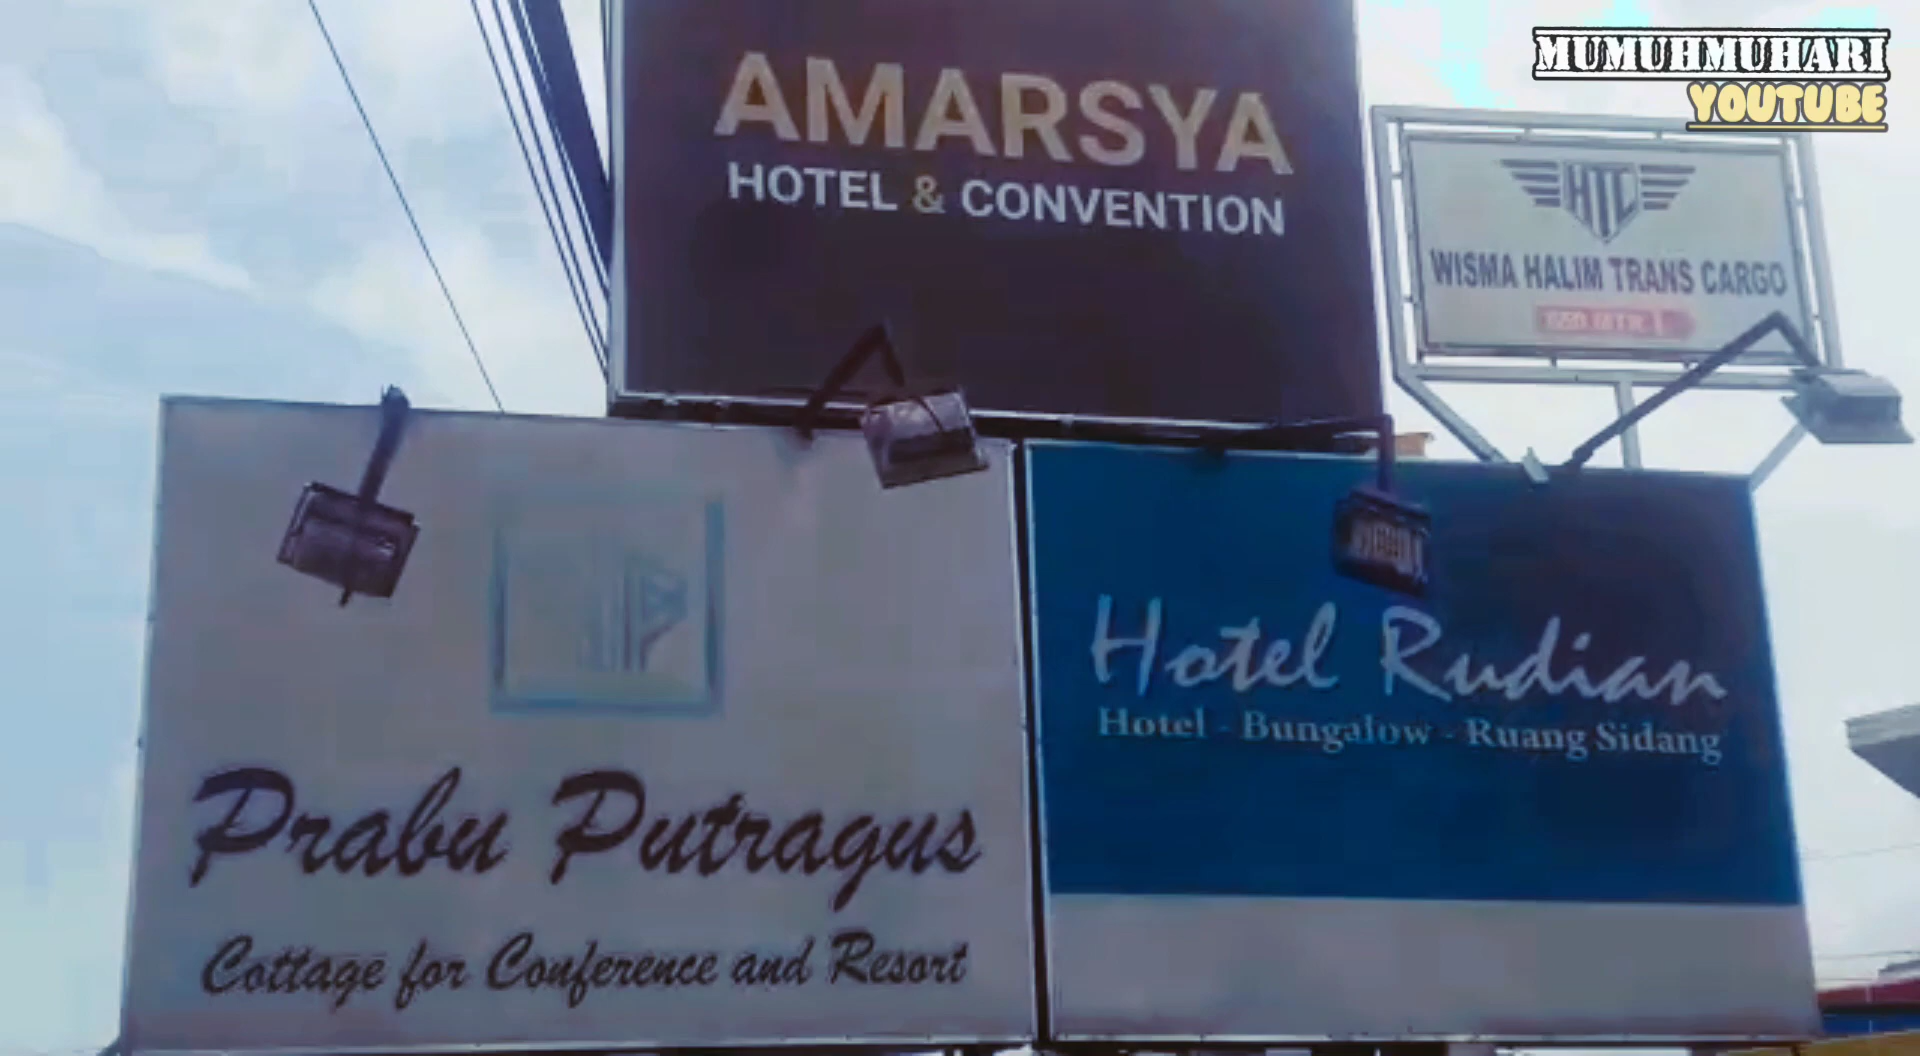 MUMUHMUHARI
YOUTUBE
AMARSYA
HOTEL & CONVENTION
HTC
WISMA HALIM TRANS CARGO
Prabu Putragus
Cottage for Conference and Resort
Hotel Rudian
Hotel - Bungalow - Ruang Sidang